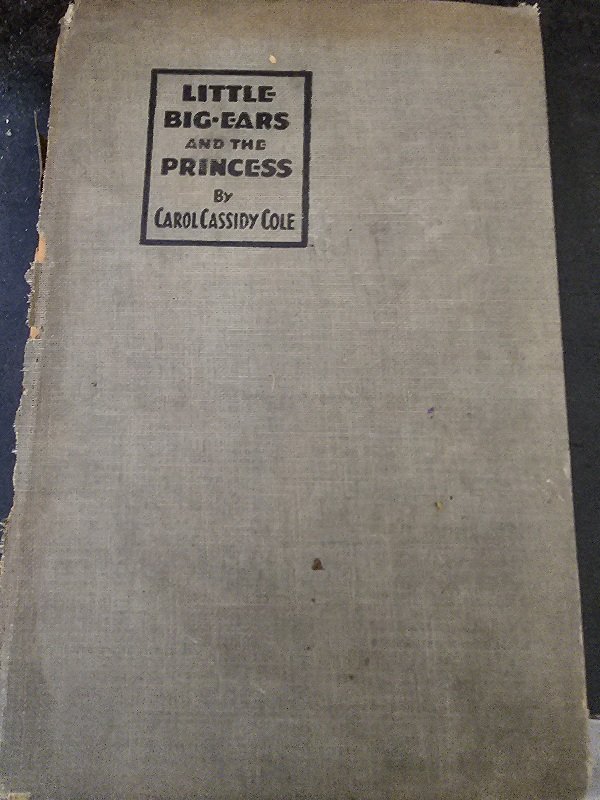 LITTLE-
BIG-EARS
AND THE
PRINCESS
BY
CAROL CASSIDY COLE